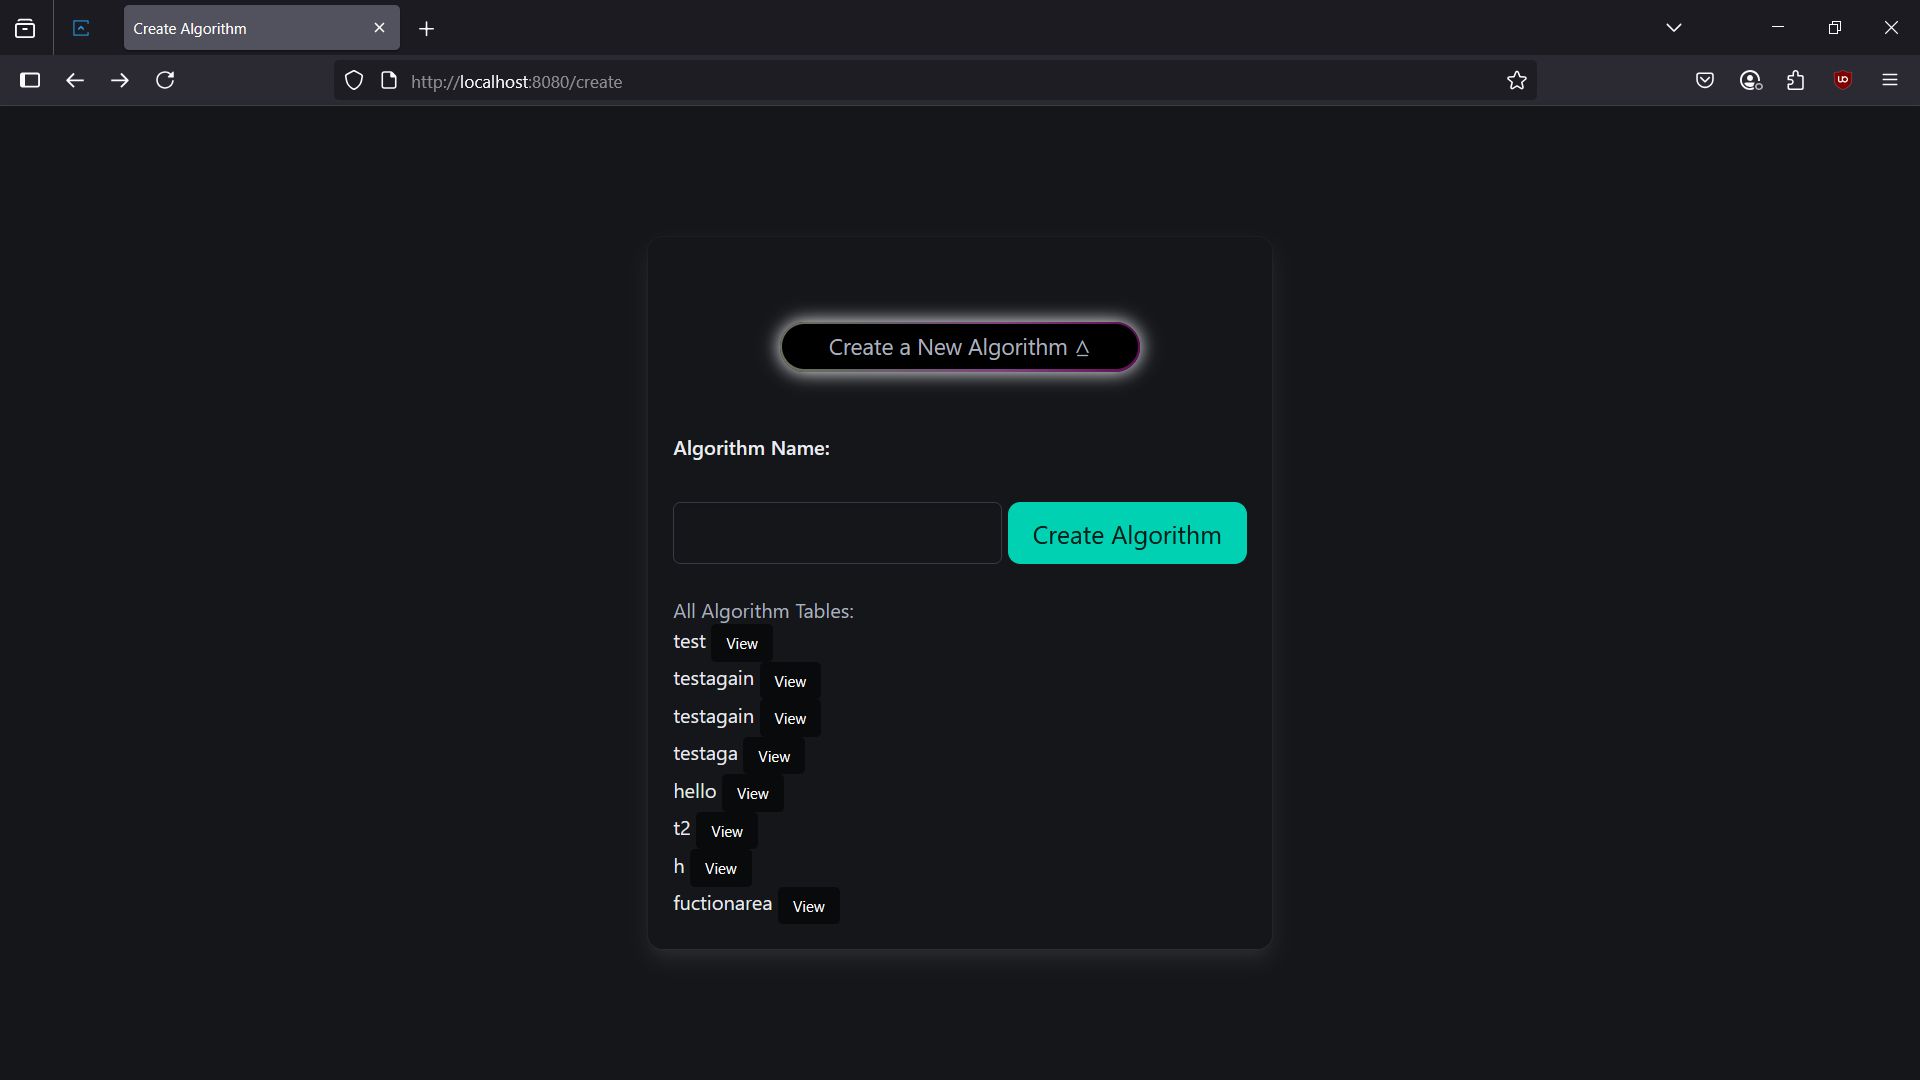 Create Algorithm
http://localhost:8080/create
Create a New Algorithm ⍙
Algorithm Name:
Create Algorithm
All Algorithm Tables:
test View
testagain View
testagain View
testaga View
hello View
t2 View
h View
fuctionarea View